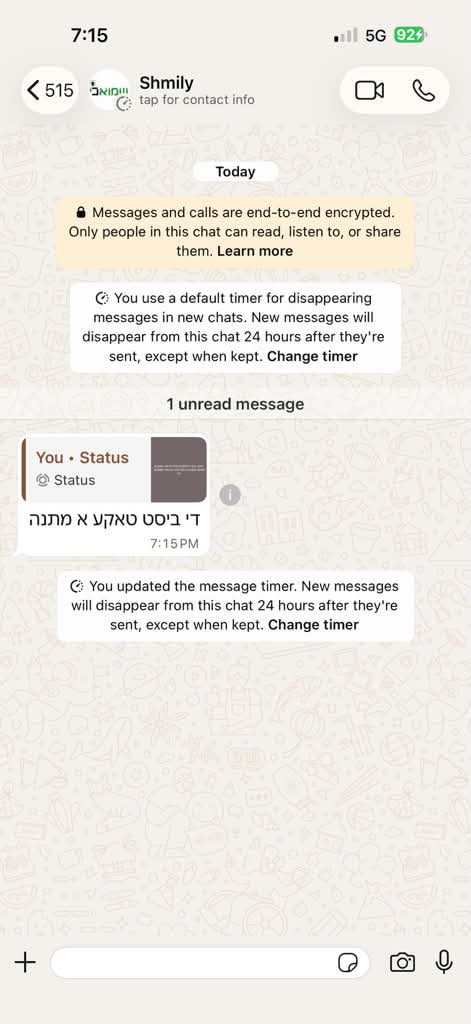 7:15
5G
92
515
שמואל
Shmily
tap for contact info
Today
Messages and calls are end-to-end encrypted.
Only people in this chat can read, listen to, or share
them. Learn more
You use a default timer for disappearing
messages in new chats. New messages will
disappear from this chat 24 hours after they're
sent, except when kept. Change timer
1 unread message
You • Status
Status
די ביסט טאקע א מתנה
7:15 PM
You updated the message timer. New messages
will disappear from this chat 24 hours after they're
sent, except when kept. Change timer